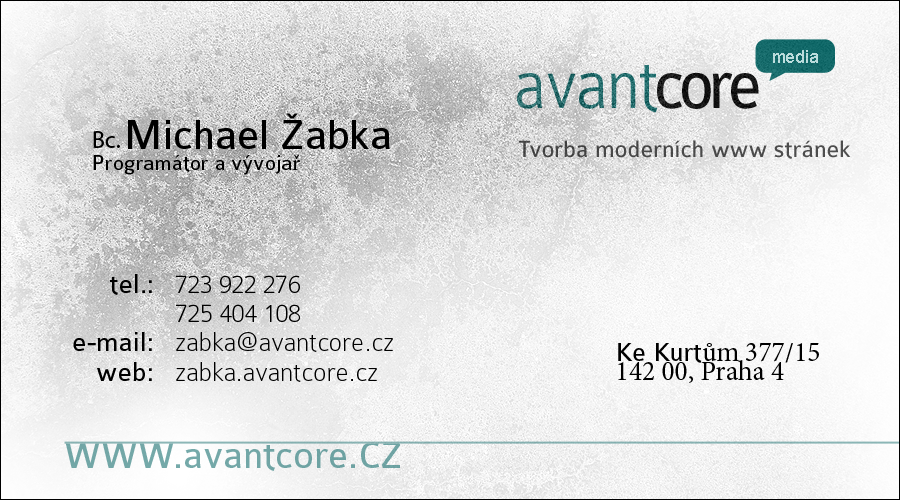 media
avantcore
Tvorba moderních www stránek
Bc. Michael Žabka
Programátor a vývojař
tel.: 723 922 276
725 404 108
e-mail: zabka@avantcore.cz
web: zabka.avantcore.cz
Ke Kurtům 377/15
142 00, Praha 4
www.avantcore.cz